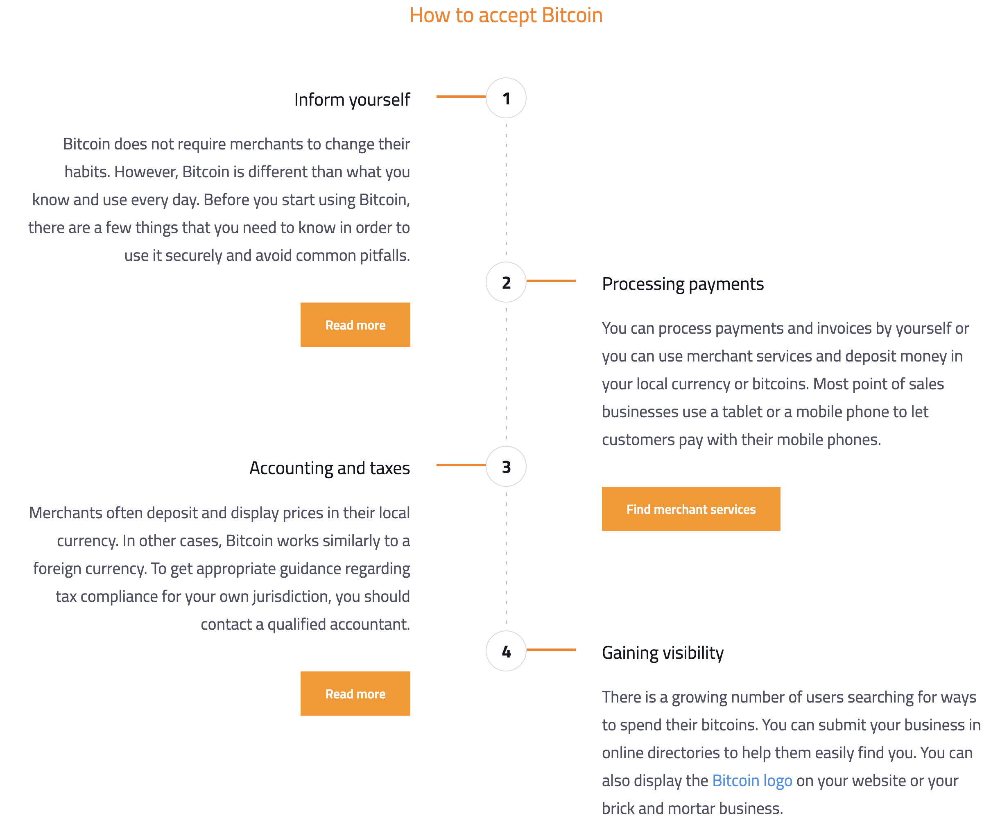 How to accept Bitcoin
1
Inform yourself
Bitcoin does not require merchants to change their
habits. However, Bitcoin is different than what you
know and use every day. Before you start using Bitcoin,
there are a few things that you need to know in order to
use it securely and avoid common pitfalls.
Read more
2
Processing payments
You can process payments and invoices by yourself or
you can use merchant services and deposit money in
your local currency or bitcoins. Most point of sales
businesses use a tablet or a mobile phone to let
customers pay with their mobile phones.
Find merchant services
3
Accounting and taxes
Merchants often deposit and display prices in their local
currency. In other cases, Bitcoin works similarly to a
foreign currency. To get appropriate guidance regarding
tax compliance for your own jurisdiction, you should
contact a qualified accountant.
Read more
4
Gaining visibility
There is a growing number of users searching for ways
to spend their bitcoins. You can submit your business in
online directories to help them easily find you. You can
also display the Bitcoin logo on your website or your
brick and mortar business.